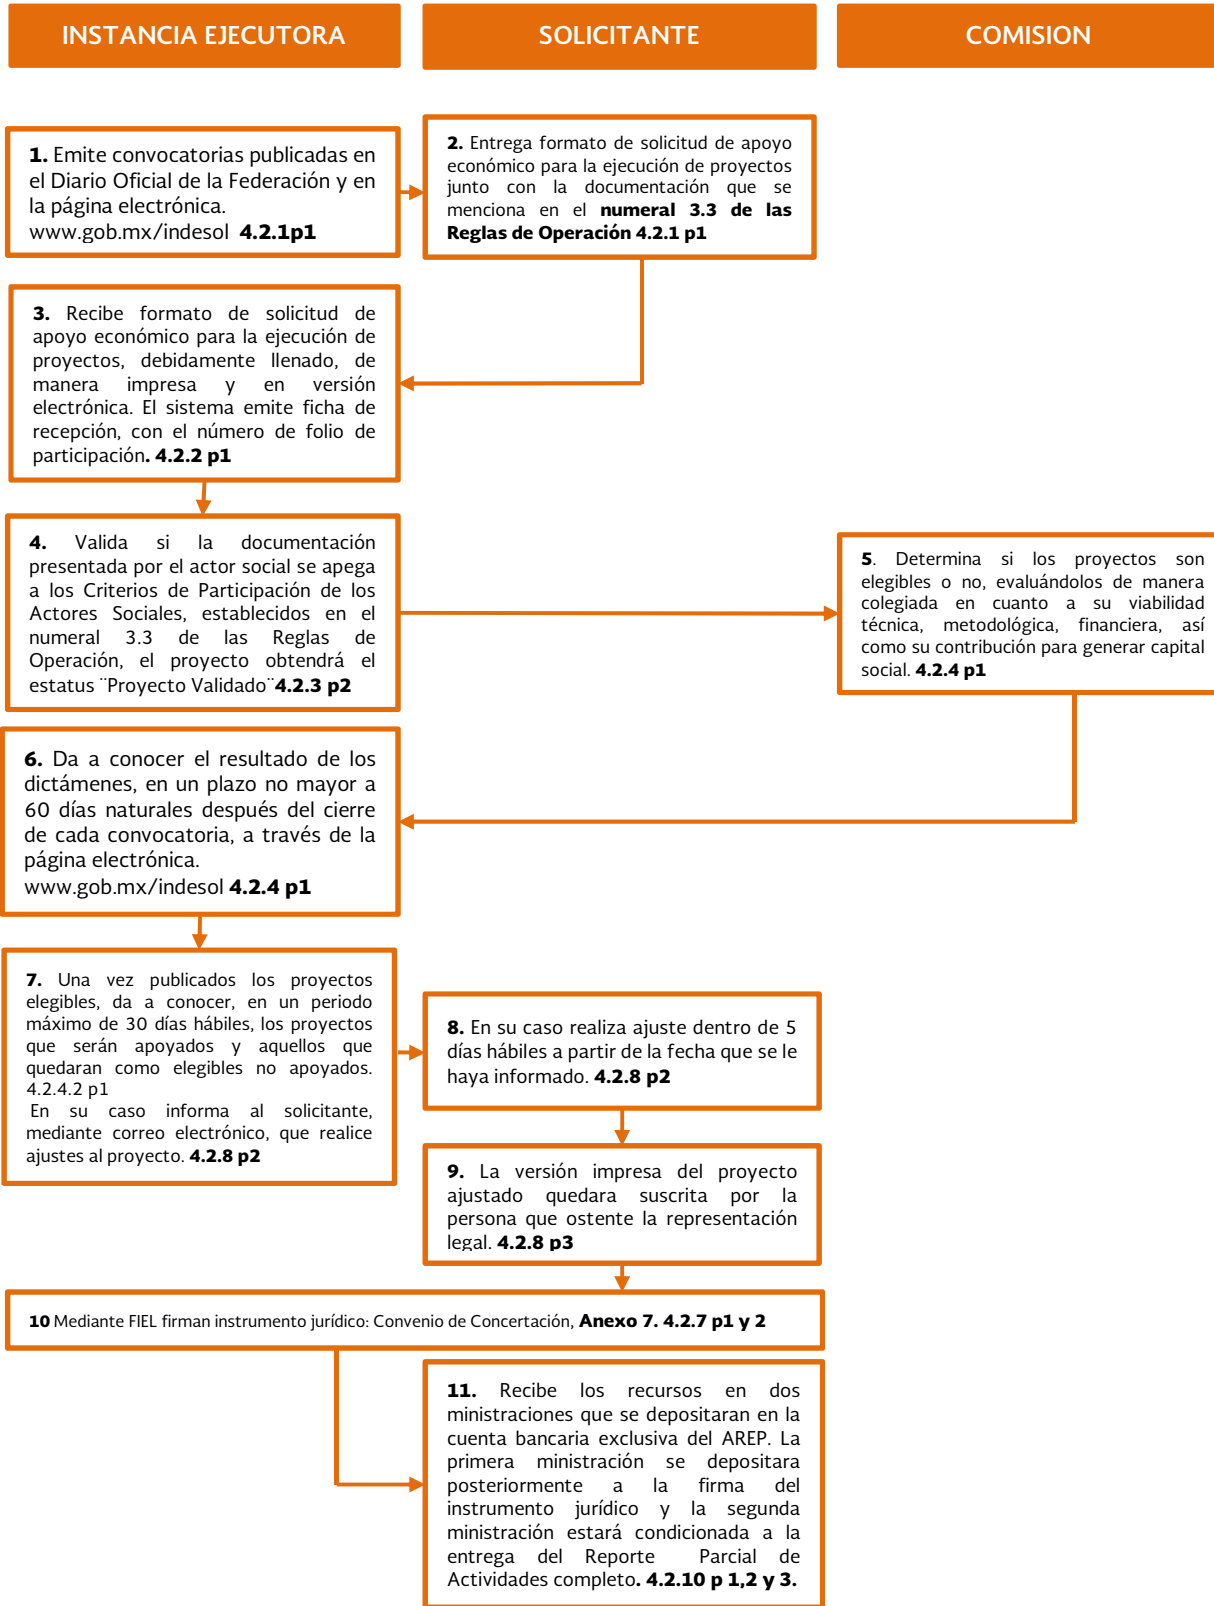 INSTANCIA EJECUTORA
SOLICITANTE
COMISION
1. Emite convocatorias publicadas en
el Diario Oficial de la Federación y en
la página electrónica.
www.gob.mx/indesol 4.2.1p1
2. Entrega formato de solicitud de apoyo
económico para la ejecución de proyectos
junto con la documentación que se
menciona en el numeral 3.3 de las
Reglas de Operación 4.2.1 p1
3. Recibe formato de solicitud de
apoyo económico para la ejecución de
proyectos, debidamente llenado, de
manera impresa y en versión
electrónica. El sistema emite ficha de
recepción, con el número de folio de
participación. 4.2.2 p1
4. Valida si la documentación
presentada por el actor social se apega
a los Criterios de Participación de los
Actores Sociales, establecidos en el
numeral 3.3 de las Reglas de
Operación, el proyecto obtendrá el
estatus ¨Proyecto Validado¨4.2.3 p2
5. Determina si los proyectos son
elegibles o no, evaluándolos de manera
colegiada en cuanto a su viabilidad
técnica, metodológica, financiera, así
como su contribución para generar capital
social. 4.2.4 p1
6. Da a conocer el resultado de los
dictámenes, en un plazo no mayor a
60 días naturales después del cierre
de cada convocatoria, a través de la
página electrónica.
www.gob.mx/indesol 4.2.4 p1
7. Una vez publicados los proyectos
elegibles, da a conocer, en un periodo
máximo de 30 días hábiles, los proyectos
que serán apoyados y aquellos que
quedaran como elegibles no apoyados.
4.2.4.2 p1
En su caso informa al solicitante,
mediante correo electrónico, que realice
ajustes al proyecto. 4.2.8 p2
8. En su caso realiza ajuste dentro de 5
días hábiles a partir de la fecha que se le
haya informado. 4.2.8 p2
9. La versión impresa del proyecto
ajustado quedara suscrita por la
persona que ostente la representación
legal. 4.2.8 p3
10 Mediante FIEL firman instrumento jurídico: Convenio de Concertación, Anexo 7. 4.2.7 p1 y 2
11. Recibe los recursos en dos
ministraciones que se depositaran en la
cuenta bancaria exclusiva del AREP. La
primera ministración se depositara
posteriormente a la firma del
instrumento jurídico y la segunda
ministración estará condicionada a la
entrega del Reporte Parcial de
Actividades completo. 4.2.10 p 1,2 y 3.